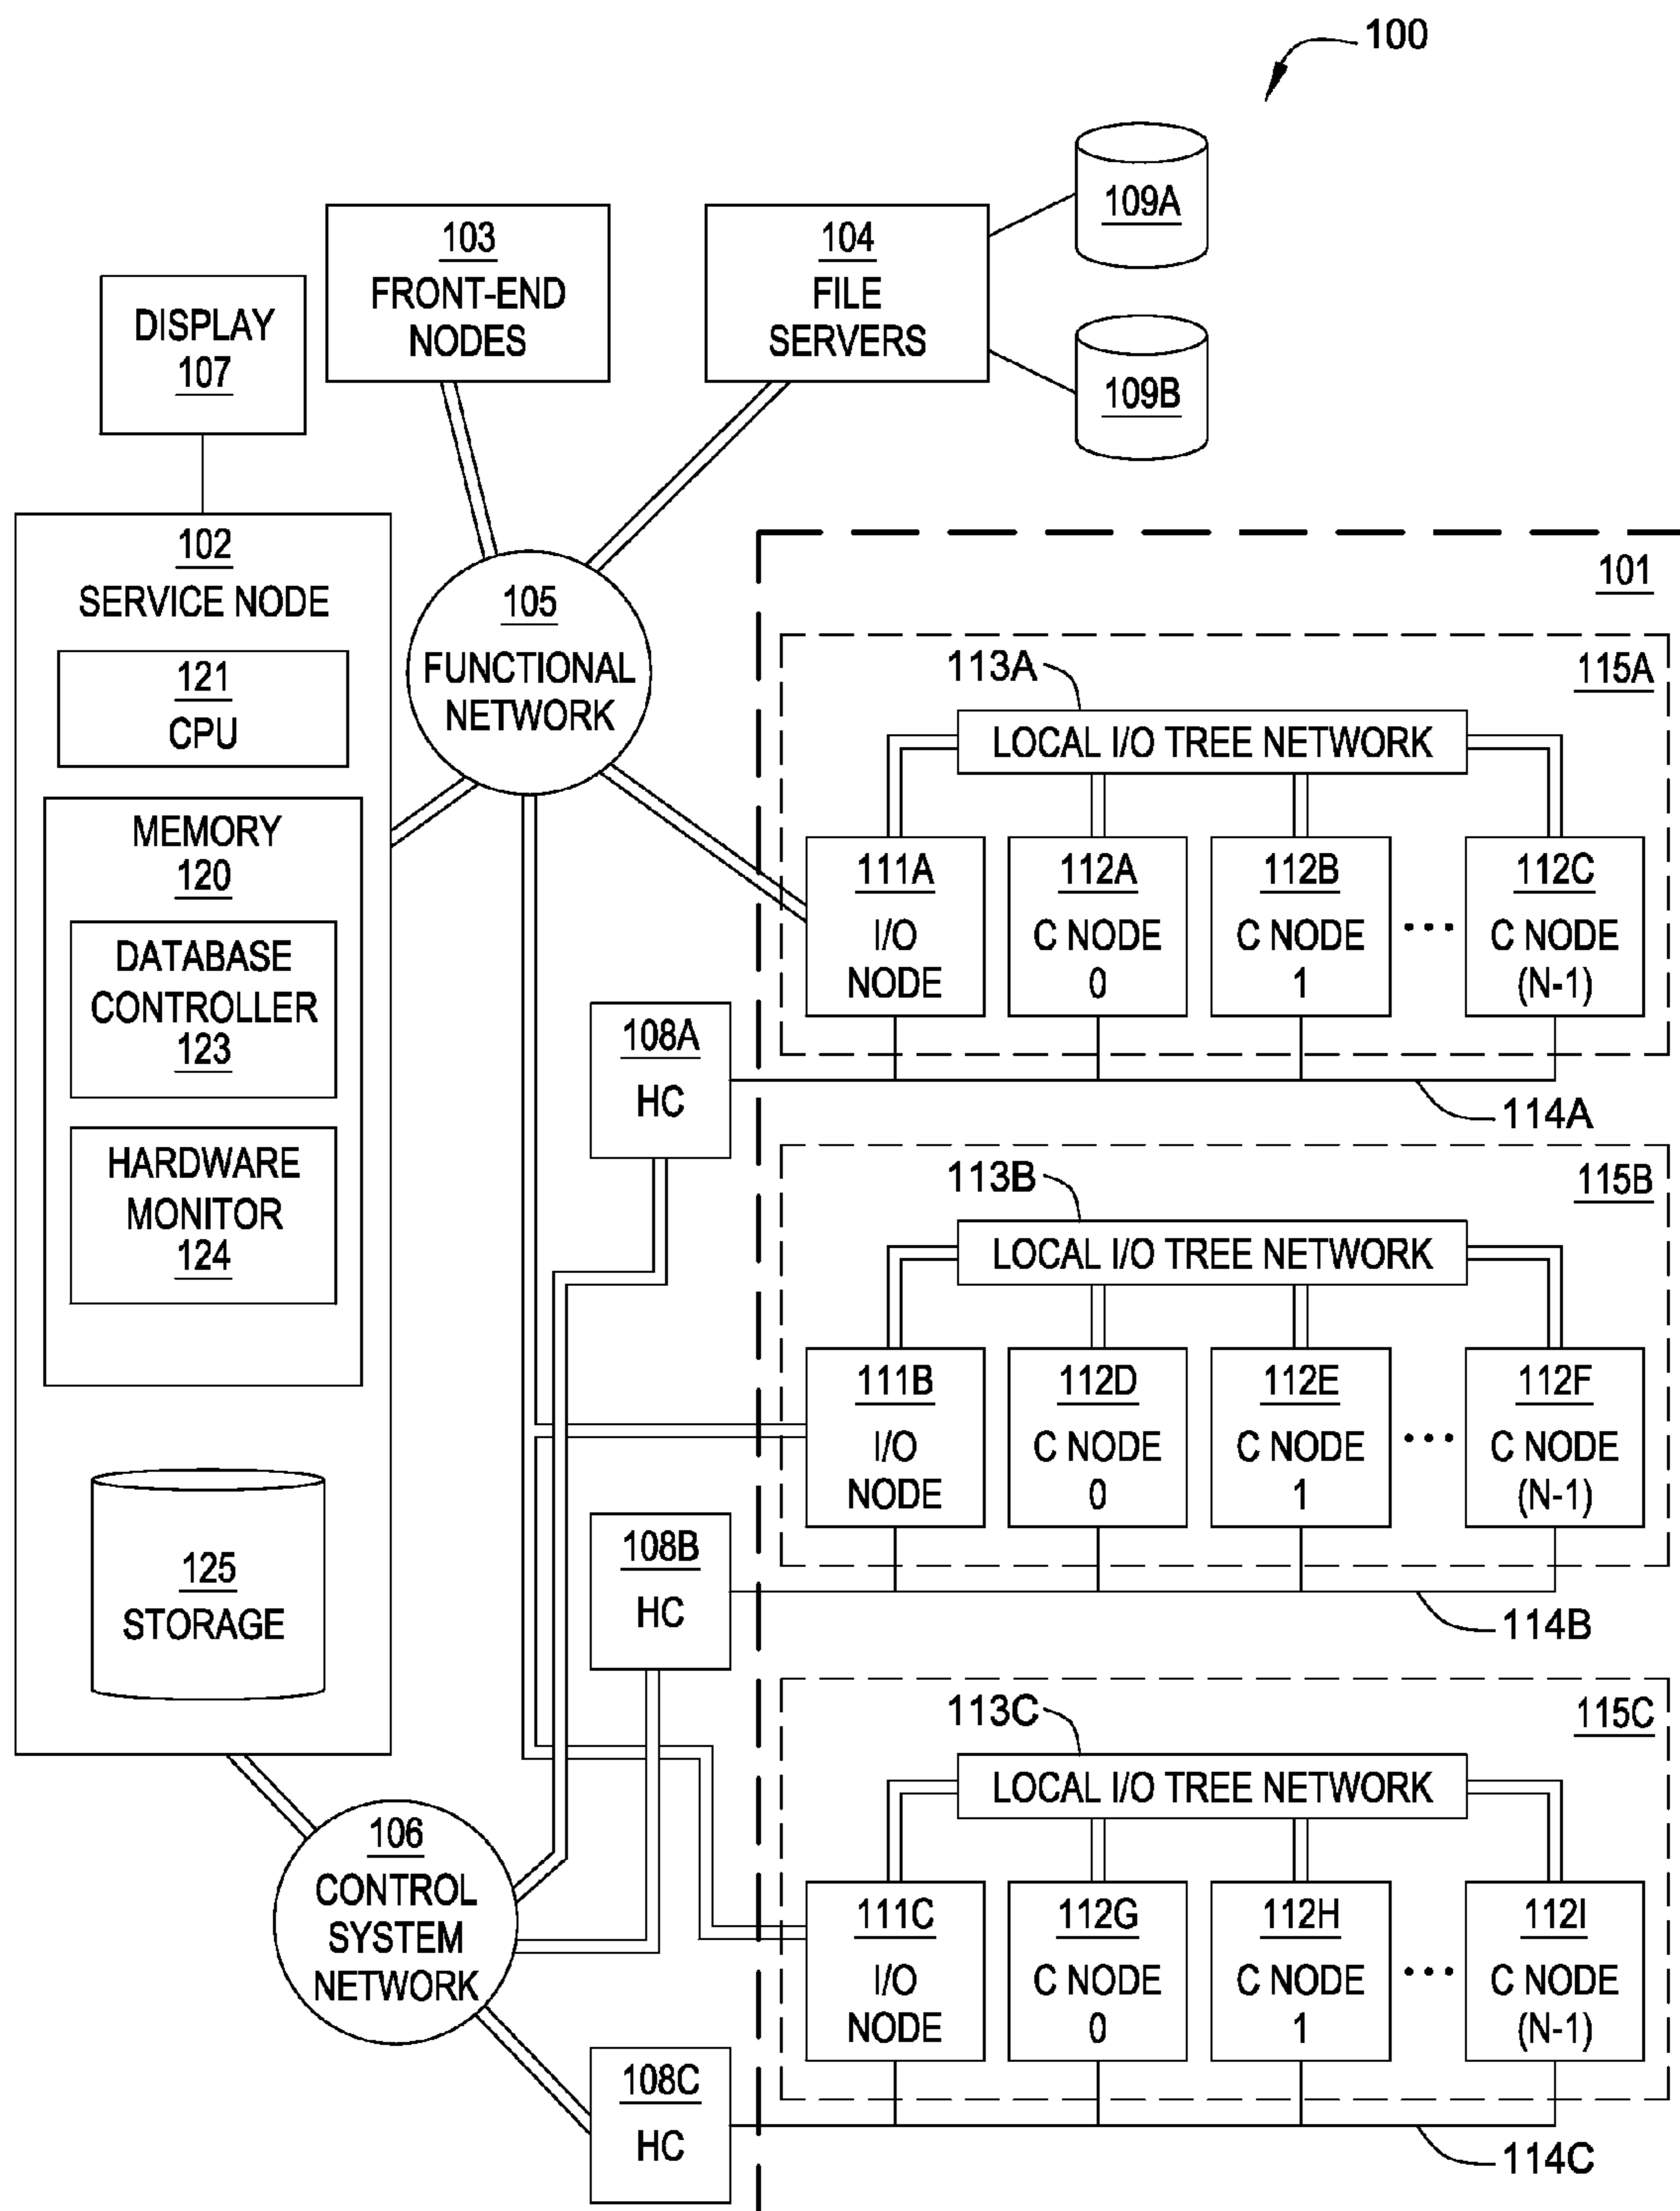 100
109A
109B
103
FRONT-END
NODES
104
FILE
SERVERS
DISPLAY
107
102
SERVICE NODE
121
CPU
MEMORY
120
DATABASE
CONTROLLER
123
HARDWARE
MONITOR
124
125
STORAGE
105
FUNCTIONAL
NETWORK
106
CONTROL
SYSTEM
NETWORK
108A
HC
108B
HC
108C
HC
101
115A
113A
LOCAL I/O TREE NETWORK
111A
I/O
NODE
112A
C NODE
0
112B
C NODE
1
...
112C
C NODE
(N-1)
114A
115B
113B
LOCAL I/O TREE NETWORK
111B
I/O
NODE
112D
C NODE
0
112E
C NODE
1
...
112F
C NODE
(N-1)
114B
115C
113C
LOCAL I/O TREE NETWORK
111C
I/O
NODE
112G
C NODE
0
112H
C NODE
1
...
112I
C NODE
(N-1)
114C